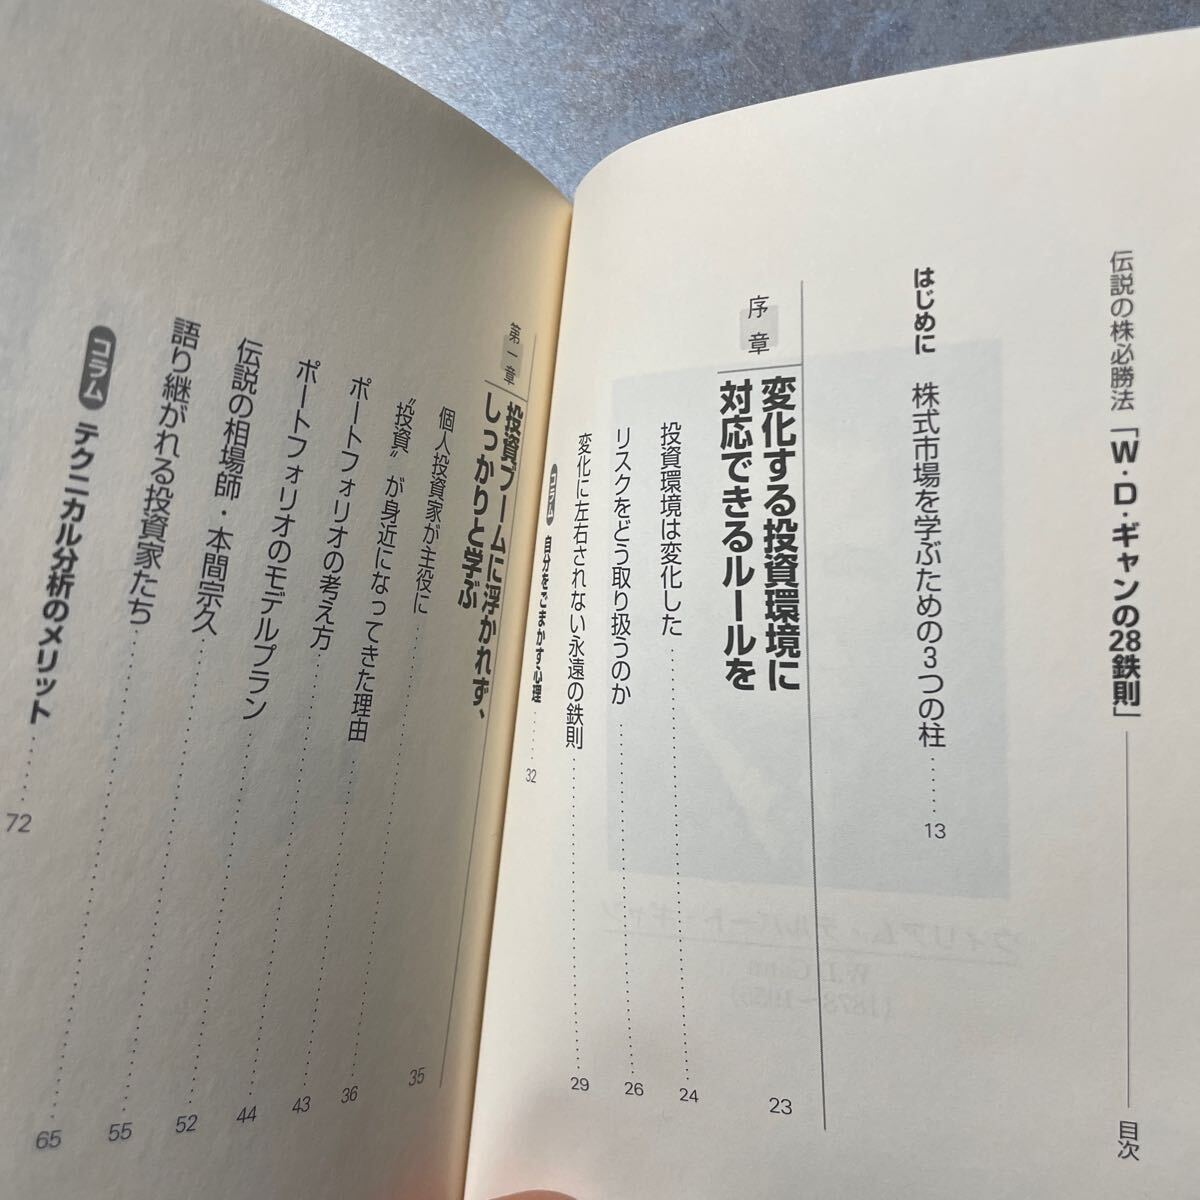 伝説の株必勝法「W・D・ギャンの28鉄則」 目次
はじめに 株式市場を学ぶための3つの柱……13
序章
変化する投資環境に
対応できるルールを 23
投資環境は変化した……24
リスクをどう取り扱うのか……26
変化に左右されない永遠の鉄則……29
コラム 自分をごまかす心理……32
第一章
投資ブームに浮かれず、
しっかりと学ぶ 35
個人投資家が主役に……36
“投資”が身近になってきた理由……43
ポートフォリオの考え方……44
ポートフォリオのモデルプラン……52
伝説の相場師・本間宗久……55
語り継がれる投資家たち……65
コラム テクニカル分析のメリット……72